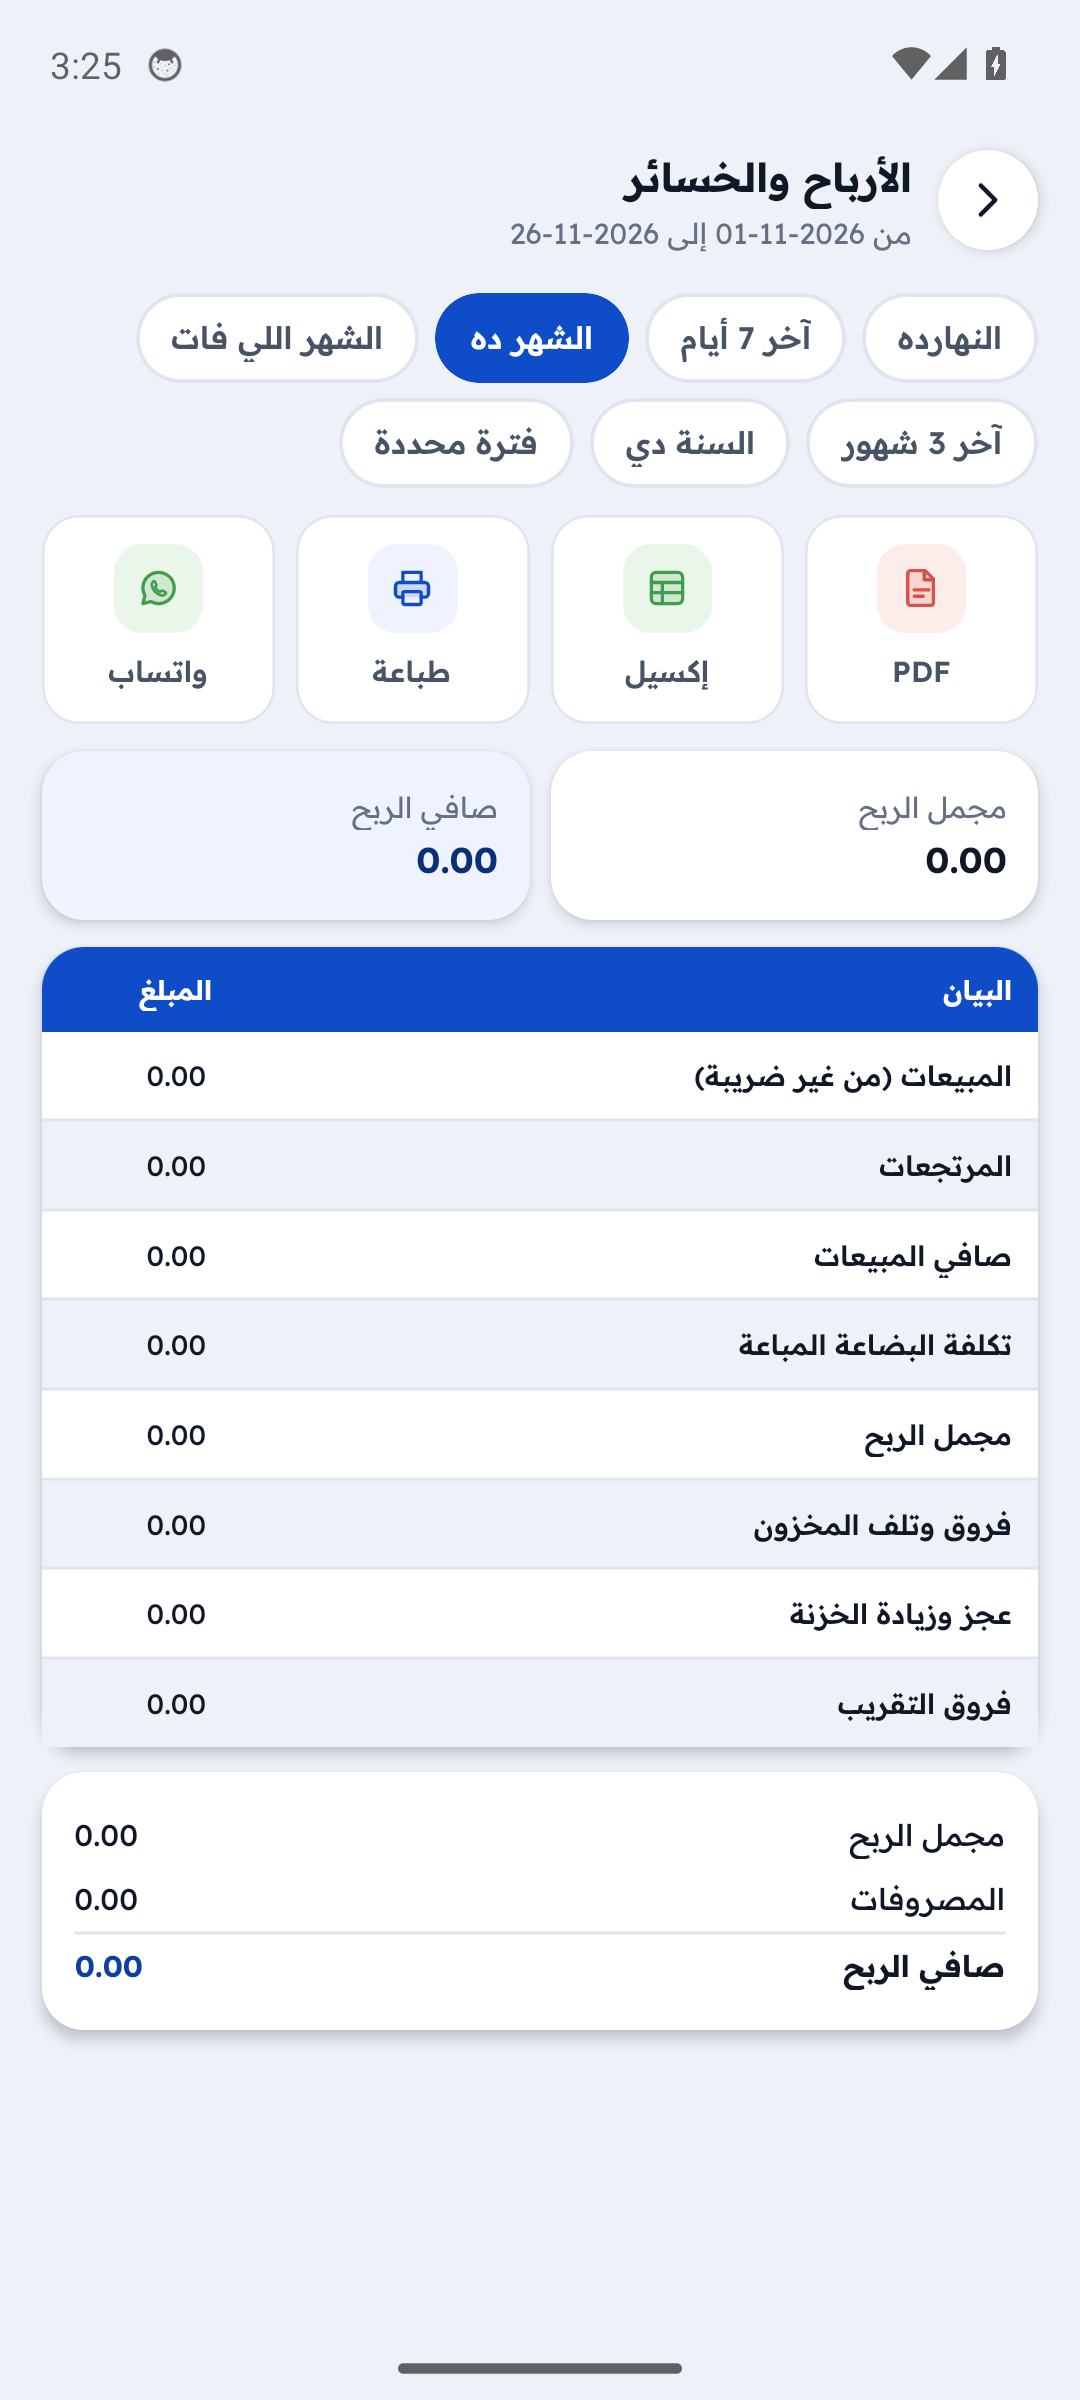 3:25
الأرباح والخسائر
من 2026-11-01 إلى 2026-11-26
النهارده
آخر 7 أيام
الشهر ده
الشهر اللي فات
آخر 3 شهور
السنة دي
فترة محددة
PDF
إكسيل
طباعة
واتساب
مجمل الربح
0.00
صافي الربح
0.00
البيان المبلغ
المبيعات (من غير ضريبة) 0.00
المرتجعات 0.00
صافي المبيعات 0.00
تكلفة البضاعة المباعة 0.00
مجمل الربح 0.00
فروق وتلف المخزون 0.00
عجز وزيادة الخزنة 0.00
فروق التقريب 0.00
مجمل الربح 0.00
المصروفات 0.00
صافي الربح 0.00